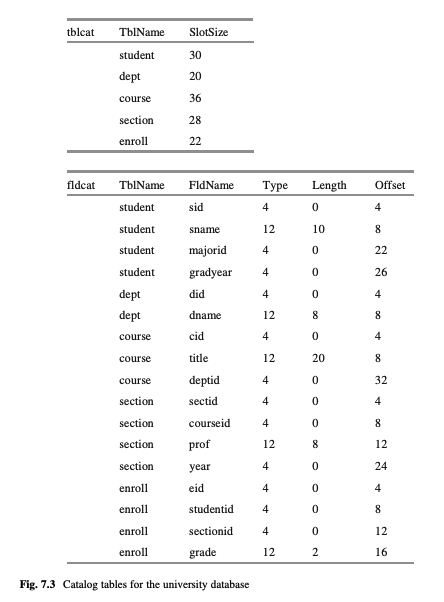 tblcat TblName SlotSize
student 30
dept 20
course 36
section 28
enroll 22
fldcat TblName FldName Type Length Offset
student sid 4 0 4
student sname 12 10 8
student majorid 4 0 22
student gradyear 4 0 26
dept did 4 0 4
dept dname 12 8 8
course cid 4 0 4
course title 12 20 8
course deptid 4 0 32
section sectid 4 0 4
section courseid 4 0 8
section prof 12 8 12
section year 4 0 24
enroll eid 4 0 4
enroll studentid 4 0 8
enroll sectionid 4 0 12
enroll grade 12 2 16
Fig. 7.3 Catalog tables for the university database